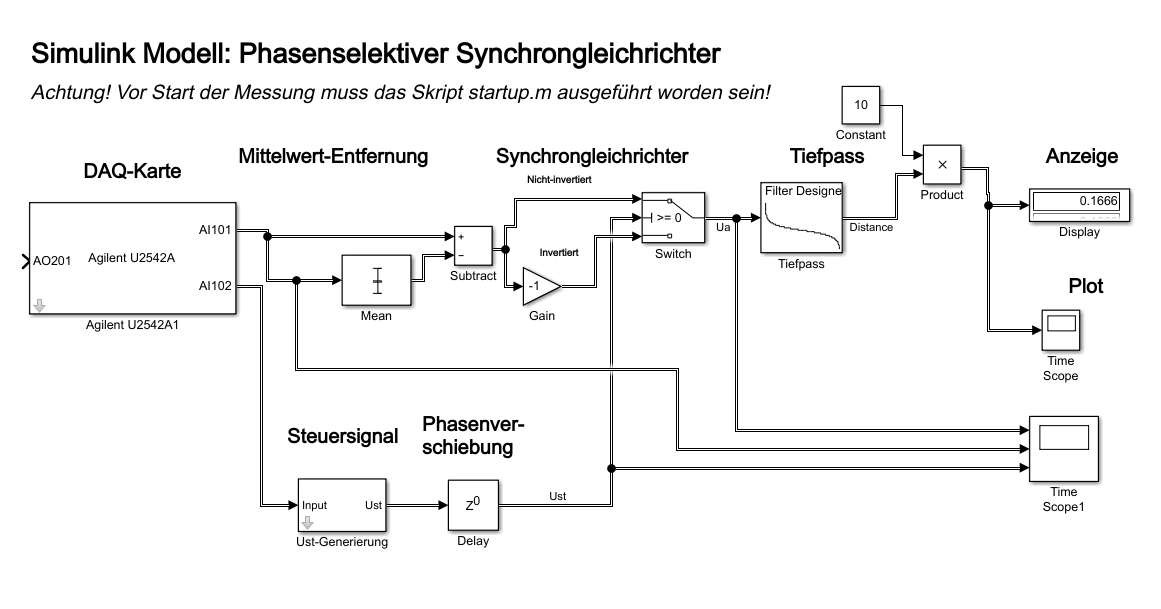 Simulink Modell: Phasenselektiver Synchrongleichrichter
Achtung! Vor Start der Messung muss das Skript startup.m ausgeführt worden sein!
10
Constant
DAQ-Karte
Mittelwert-Entfernung
Synchrongleichrichter
Tiefpass
Anzeige
×
Product
Nicht-invertiert
Filter Designe
0.1666
Display
AI101
AO201
Agilent U2542A
AI102
Agilent U2542A1
+
−
Subtract
>= 0
Switch
Ua
Distance
Tiefpass
Invertiert
-1
Gain
Mean
Plot
Time
Scope
Steuersignal
Phasenver-
schiebung
Input
Ust
Ust-Generierung
Z0
Delay
Ust
Time
Scope1